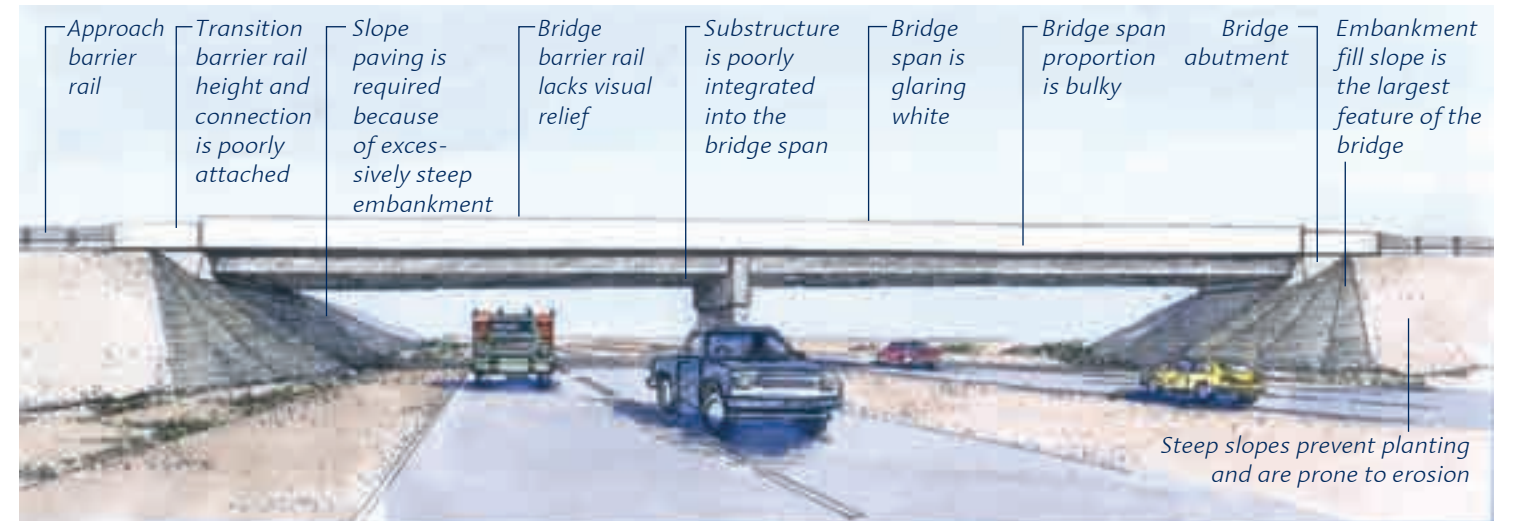 Approach
barrier
rail
Transition
barrier rail
height and
connection
is poorly
attached
Slope
paving is
required
because
of exces-
sively steep
embankment
Bridge
barrier rail
lacks visual
relief
Substructure
is poorly
integrated
into the
bridge span
Bridge
span is
glaring
white
Bridge span
proportion
is bulky
Bridge
abutment
Embankment
fill slope is
the largest
feature of the
bridge
Steep slopes prevent planting
and are prone to erosion